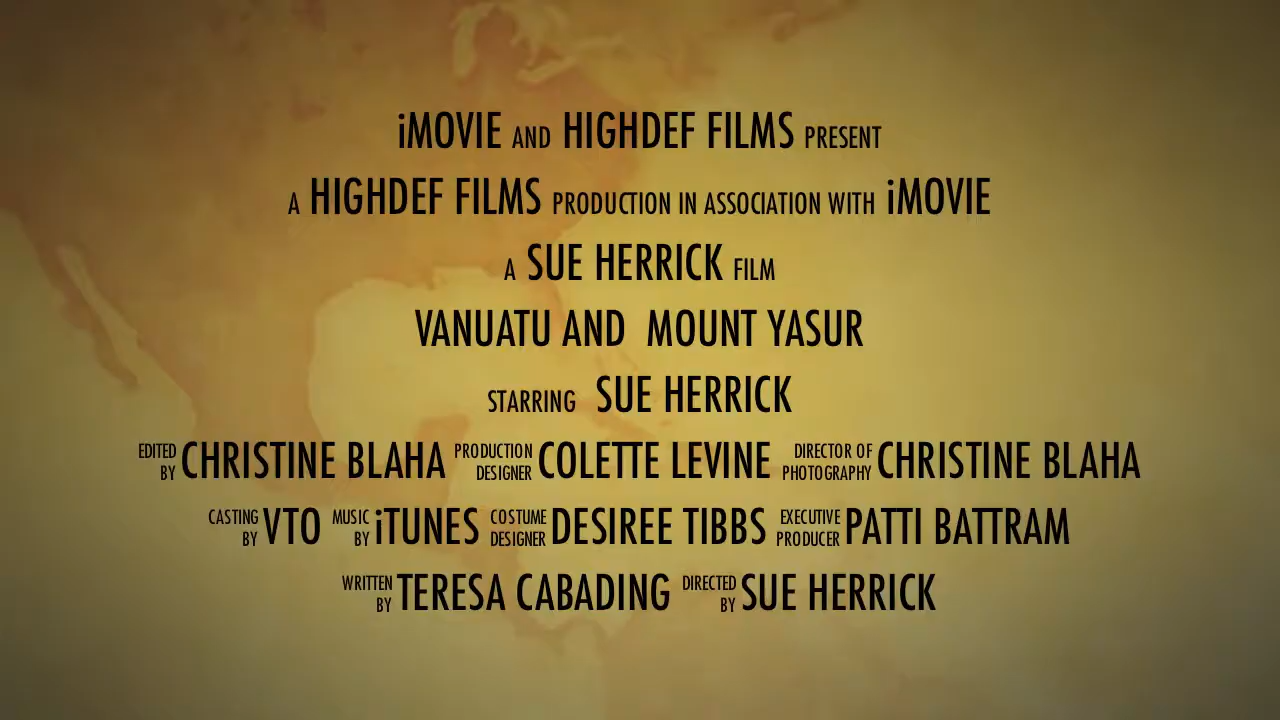 iMOVIE AND HIGHDEF FILMS PRESENT
A HIGHDEF FILMS PRODUCTION IN ASSOCIATION WITH iMOVIE
A SUE HERRICK FILM
VANUATU AND MOUNT YASUR
STARRING SUE HERRICK
EDITED BY CHRISTINE BLAHA PRODUCTION DESIGNER COLETTE LEVINE DIRECTOR OF PHOTOGRAPHY CHRISTINE BLAHA
CASTING BY VTO MUSIC BY iTUNES COSTUME DESIGNER DESIREE TIBBS EXECUTIVE PRODUCER PATTI BATTRAM
WRITTEN BY TERESA CABADING DIRECTED BY SUE HERRICK